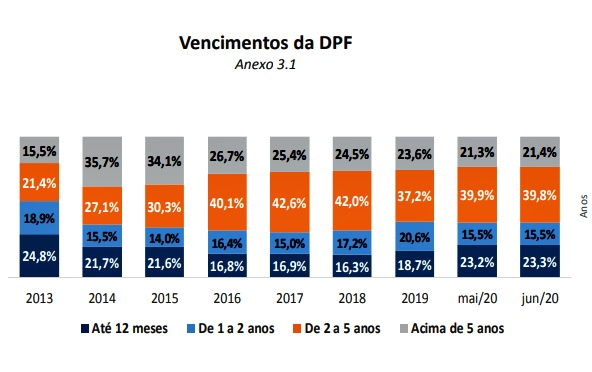 Vencimentos da DPF
Anexo 3.1
15,5% 35,7% 34,1% 26,7% 25,4% 24,5% 23,6% 21,3% 21,4%
21,4% 27,1% 30,3% 40,1% 42,6% 42,0% 37,2% 39,9% 39,8%
18,9% 15,5% 14,0% 16,4% 15,0% 17,2% 20,6% 15,5% 15,5%
24,8% 21,7% 21,6% 16,8% 16,9% 16,3% 18,7% 23,2% 23,3%
Anos
2013 2014 2015 2016 2017 2018 2019 mai/20 jun/20
Até 12 meses De 1 a 2 anos De 2 a 5 anos Acima de 5 anos